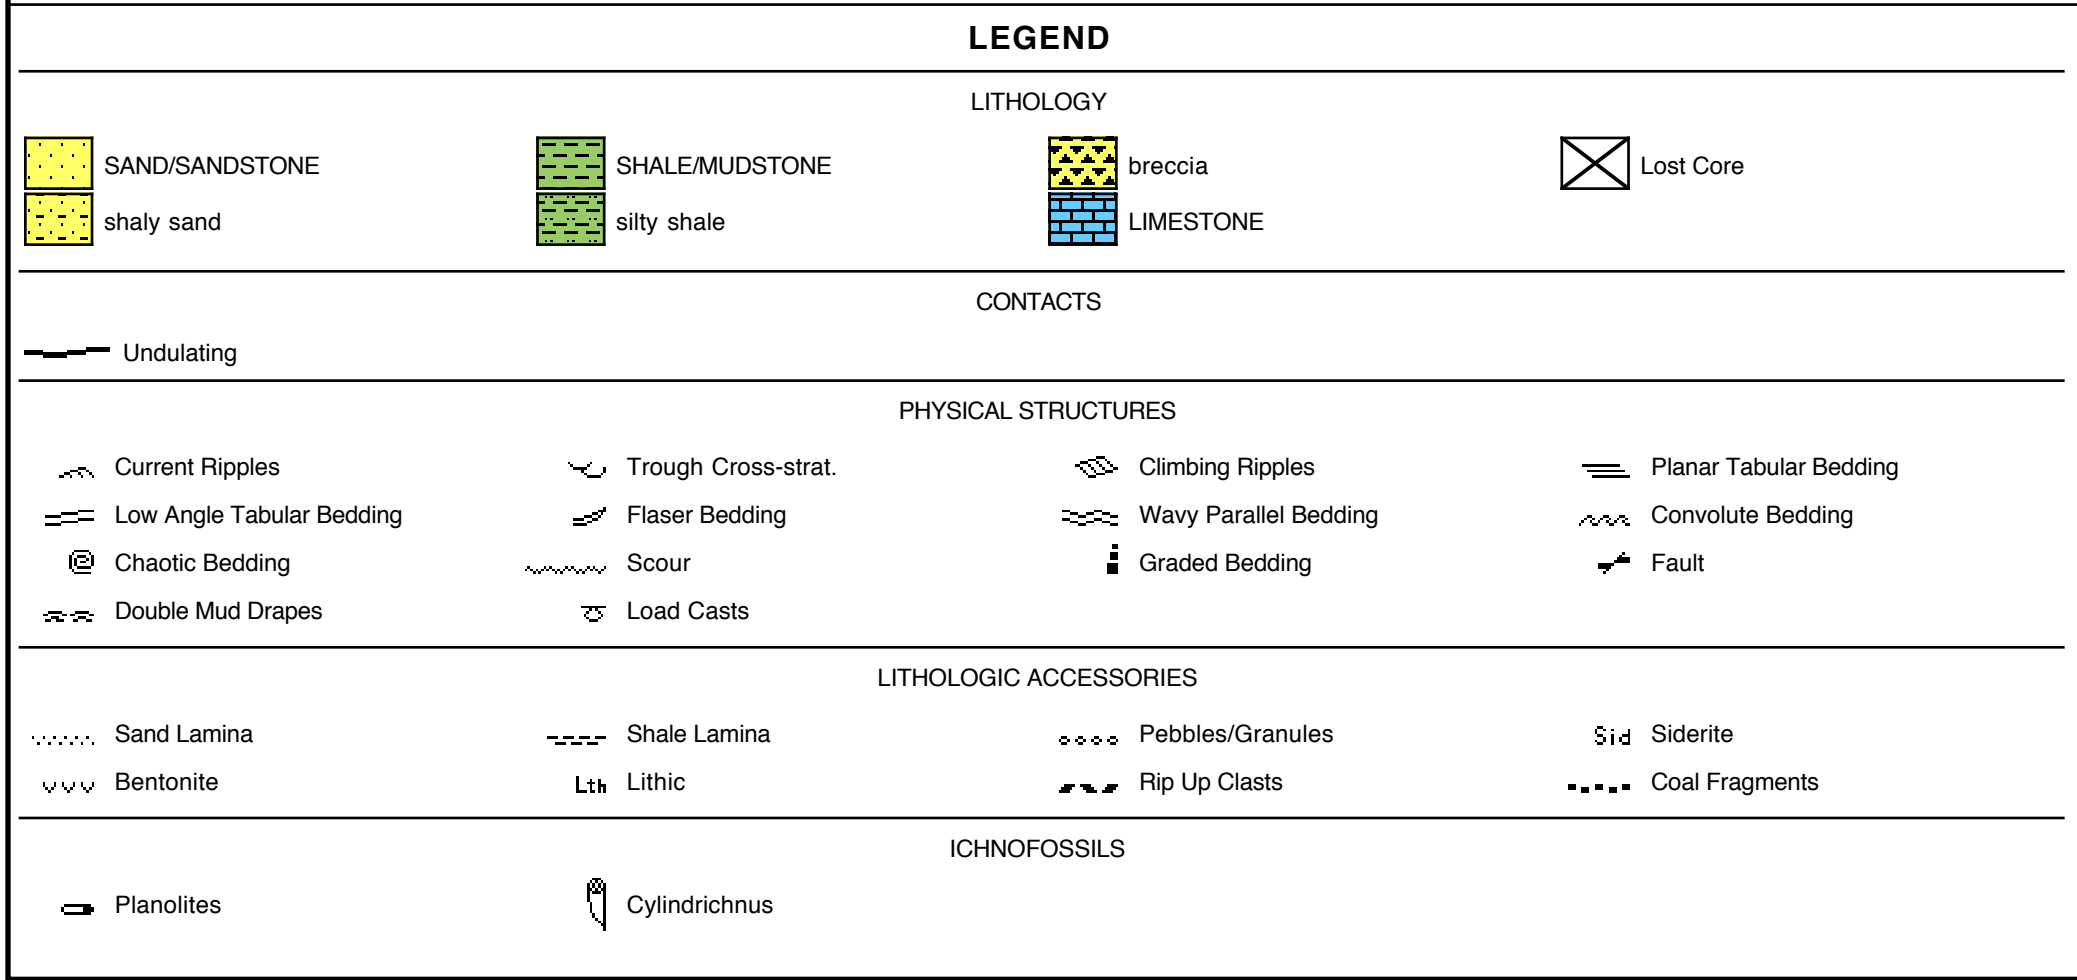 LEGEND
LITHOLOGY
SAND/SANDSTONE SHALE/MUDSTONE breccia Lost Core
shaly sand silty shale LIMESTONE
CONTACTS
Undulating
PHYSICAL STRUCTURES
Current Ripples Trough Cross-strat. Climbing Ripples Planar Tabular Bedding
Low Angle Tabular Bedding Flaser Bedding Wavy Parallel Bedding Convolute Bedding
Chaotic Bedding Scour Graded Bedding Fault
Double Mud Drapes Load Casts
LITHOLOGIC ACCESSORIES
Sand Lamina Shale Lamina Pebbles/Granules Sid Siderite
Bentonite Lth Lithic Rip Up Clasts Coal Fragments
ICHNOFOSSILS
Planolites Cylindrichnus